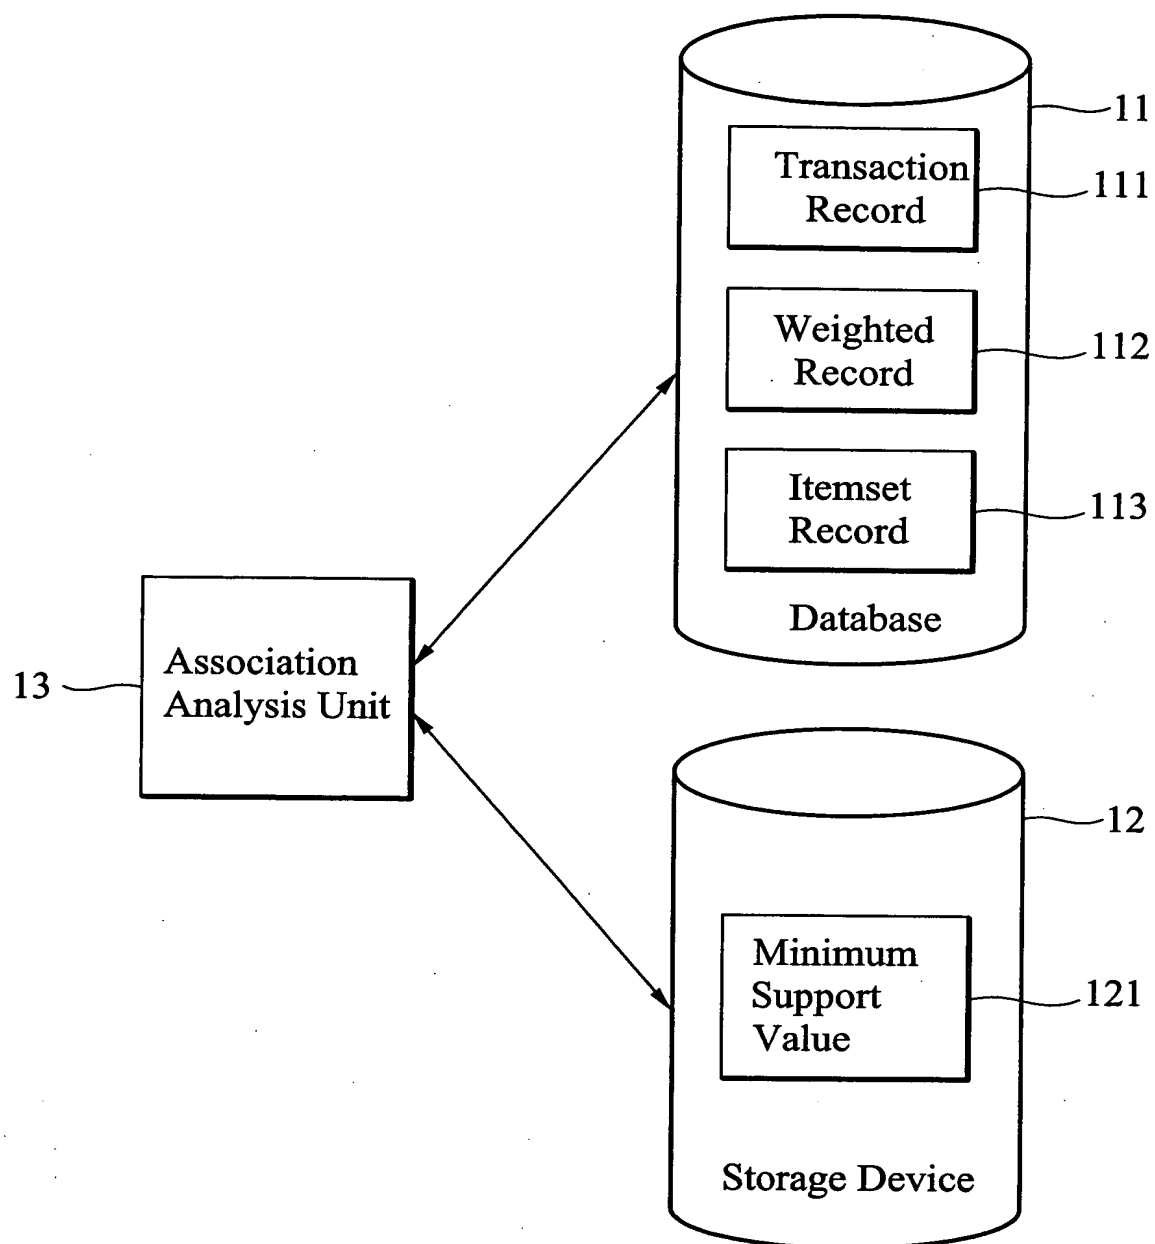 11
Transaction
Record
111
Weighted
Record
112
Itemset
Record
113
Database
Association
Analysis Unit
13
12
Minimum
Support
Value
121
Storage Device